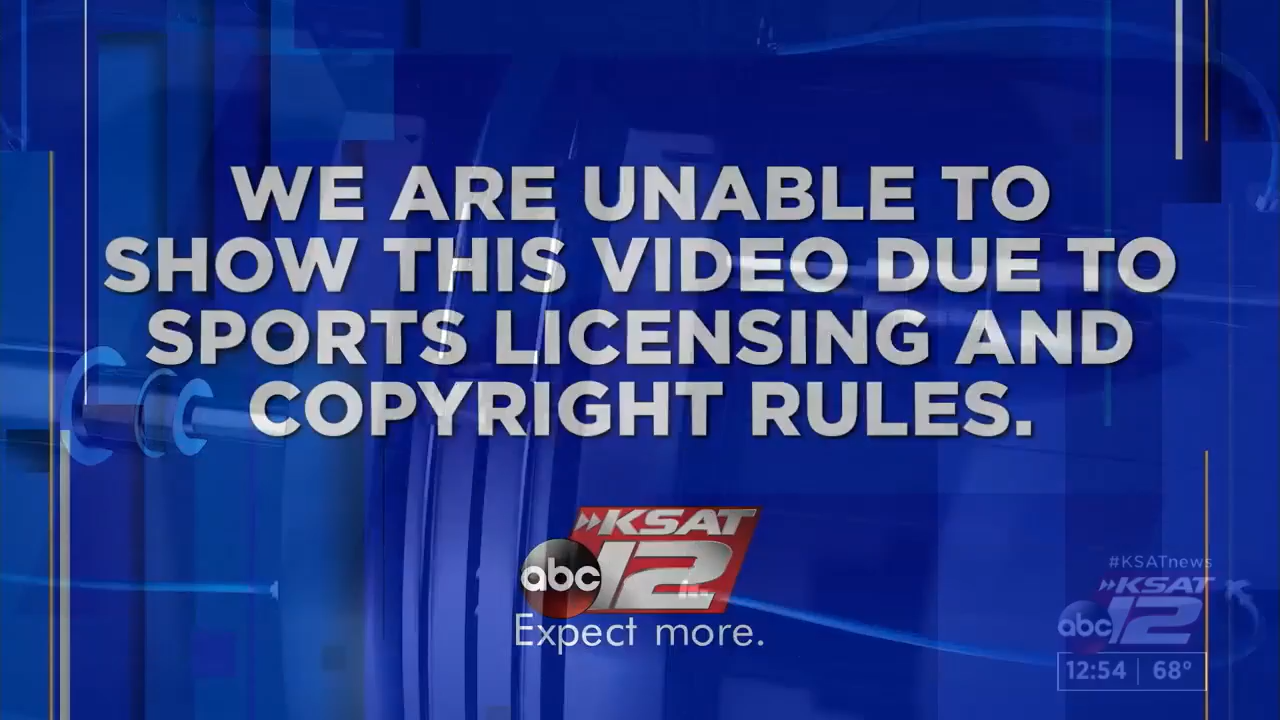 WE ARE UNABLE TO
SHOW THIS VIDEO DUE TO
SPORTS LICENSING AND
COPYRIGHT RULES.
KSAT
abc 12
Expect more.
#KSATnews
KSAT
abc 12
12:54 | 68°